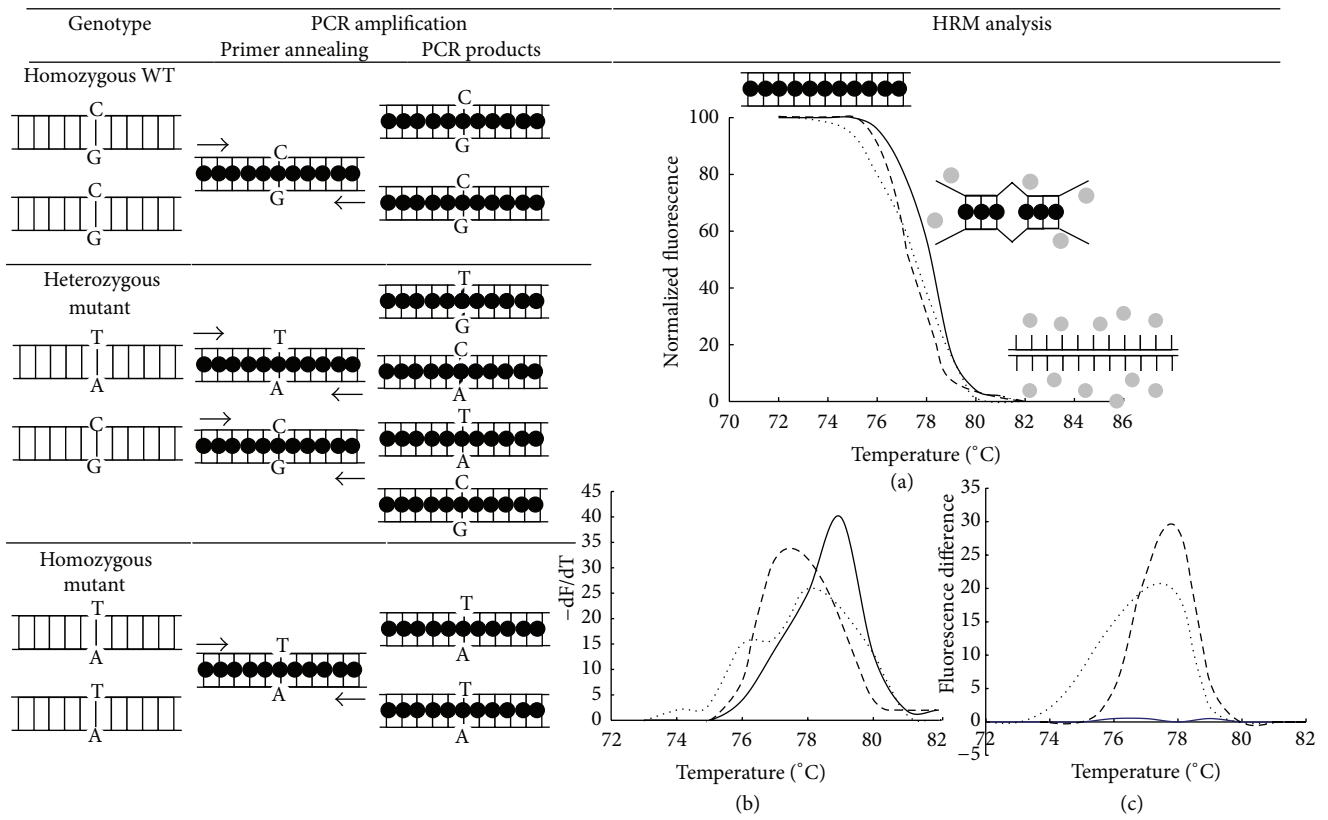 Genotype PCR amplification HRM analysis
Primer annealing PCR products
Homozygous WT
C
G
C
G
C
G
C
G
C
G
Heterozygous
mutant
T
A
C
G
T
A
C
G
T
G
C
A
T
A
C
G
Homozygous
mutant
T
A
T
A
T
A
T
A
T
A
100
80
60
40
20
0
Normalized fluorescence
70 72 74 76 78 80 82 84 86
Temperature (°C)
(a)
45
40
35
30
25
20
15
10
5
0
−dF/dT
72 74 76 78 80 82
Temperature (°C)
(b)
35
30
25
20
15
10
5
0
−5
Fluorescence difference
72 74 76 78 80 82
Temperature (°C)
(c)